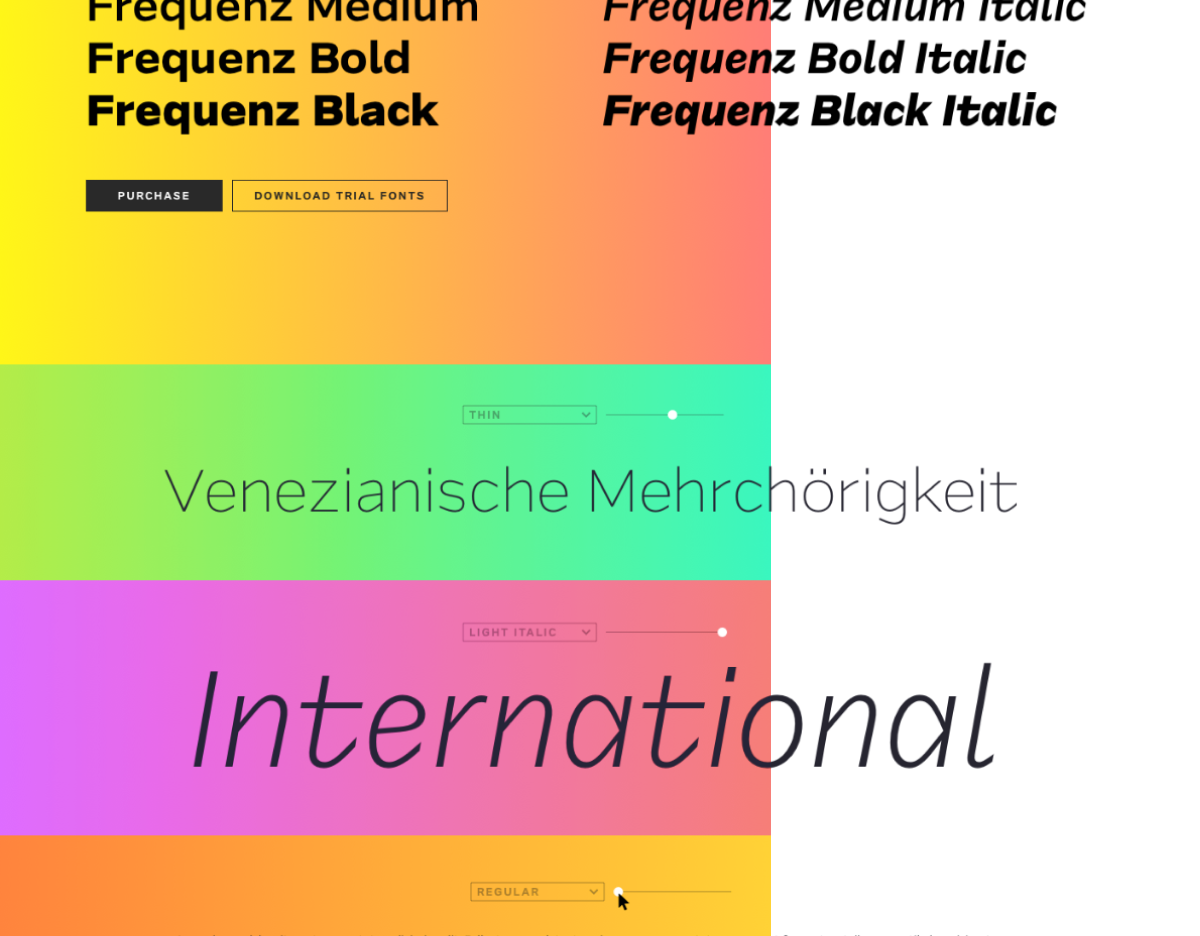 Frequenz Medium
Frequenz Medium Italic
Frequenz Bold
Frequenz Bold Italic
Frequenz Black
Frequenz Black Italic
PURCHASE
DOWNLOAD TRIAL FONTS
THIN
Venezianische Mehrchörigkeit
LIGHT ITALIC
International
REGULAR